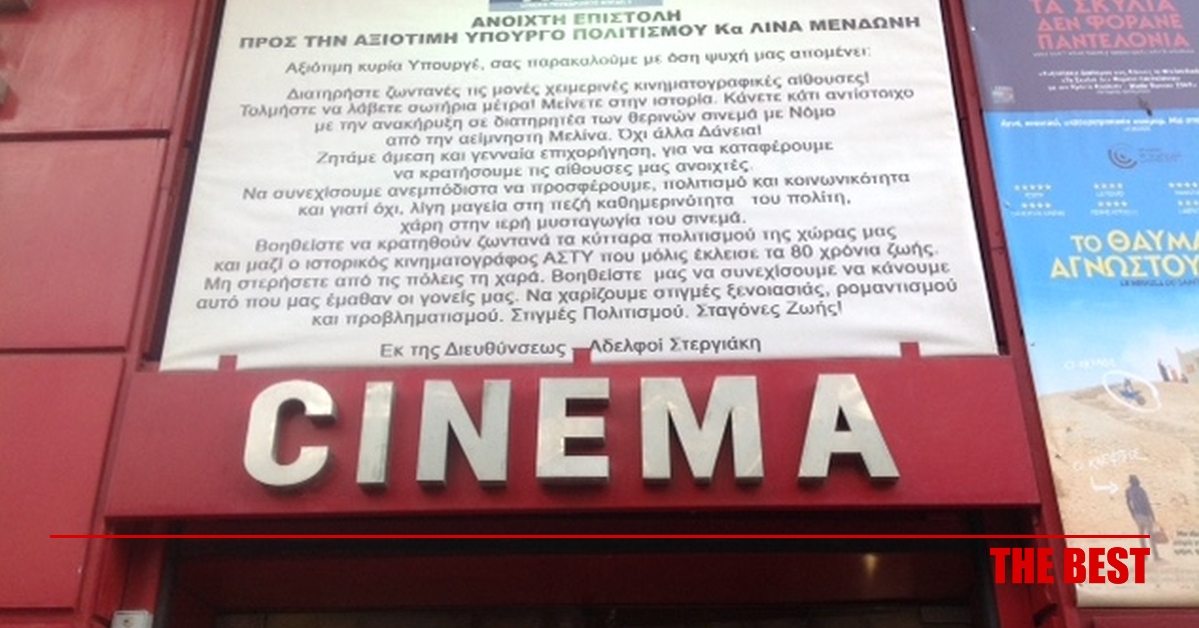 ΑΝΟΙΧΤΗ ΕΠΙΣΤΟΛΗ
ΠΡΟΣ ΤΗΝ ΑΞΙΟΤΙΜΗ ΥΠΟΥΡΓΟ ΠΟΛΙΤΙΣΜΟΥ Κα ΛΙΝΑ ΜΕΝΔΩΝΗ
Αξιότιμη κυρία Υπουργέ, σας παρακαλούμε με όση ψυχή μας απομένει:
Διατηρήστε ζωντανές τις μονές χειμερινές κινηματογραφικές αίθουσες!
Τολμήστε να λάβετε σωτήρια μέτρα! Μείνετε στην ιστορία. Κάνετε κάτι αντίστοιχο
με την ανακήρυξη σε διατηρητέα των θερινών σινεμά με Νόμο
από την αείμνηστη Μελίνα. Όχι άλλα Δάνεια!
Ζητάμε άμεση και γενναία επιχορήγηση, για να καταφέρουμε
να κρατήσουμε τις αίθουσες μας ανοιχτές.
Να συνεχίσουμε ανεμπόδιστα να προσφέρουμε, πολιτισμό και κοινωνικότητα
και γιατί όχι, λίγη μαγεία στη πεζή καθημερινότητα του πολίτη,
χάρη στην ιερή μυσταγωγία του σινεμά.
Βοηθείστε να κρατηθούν ζωντανά τα κύτταρα πολιτισμού της χώρας μας
και μαζί ο ιστορικός κινηματογράφος ΑΣΤΥ που μόλις έκλεισε τα 80 χρόνια ζωής.
Μη στερήσετε από τις πόλεις τη χαρά. Βοηθείστε μας να συνεχίσουμε να κάνουμε
αυτό που μας έμαθαν οι γονείς μας. Να χαρίζουμε στιγμές ξενοιασιάς, ρομαντισμού
και προβληματισμού. Στιγμές Πολιτισμού. Σταγόνες Ζωής!
Εκ της Διευθύνσεως – Αδελφοί Στεργιάκη
CINEMA
ΤΑ ΣΚΥΛΙΑ
ΔΕΝ ΦΟΡΑΝΕ
ΠΑΝΤΕΛΟΝΙΑ
ΤΟ ΘΑΥΜΑ
ΑΓΝΩΣΤΟΥ
Ο ΚΛΕΦΤΗΣ
THE BEST